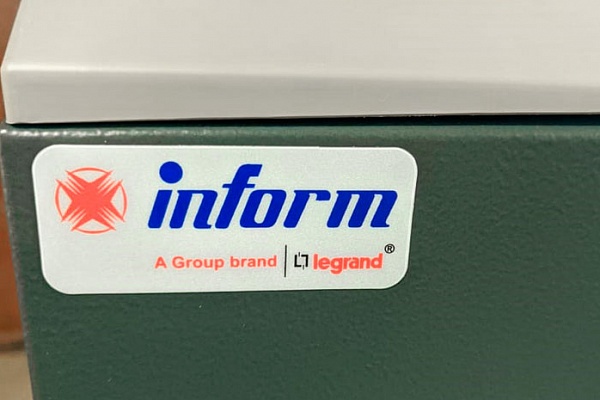 inform
A Group brand | legrand®